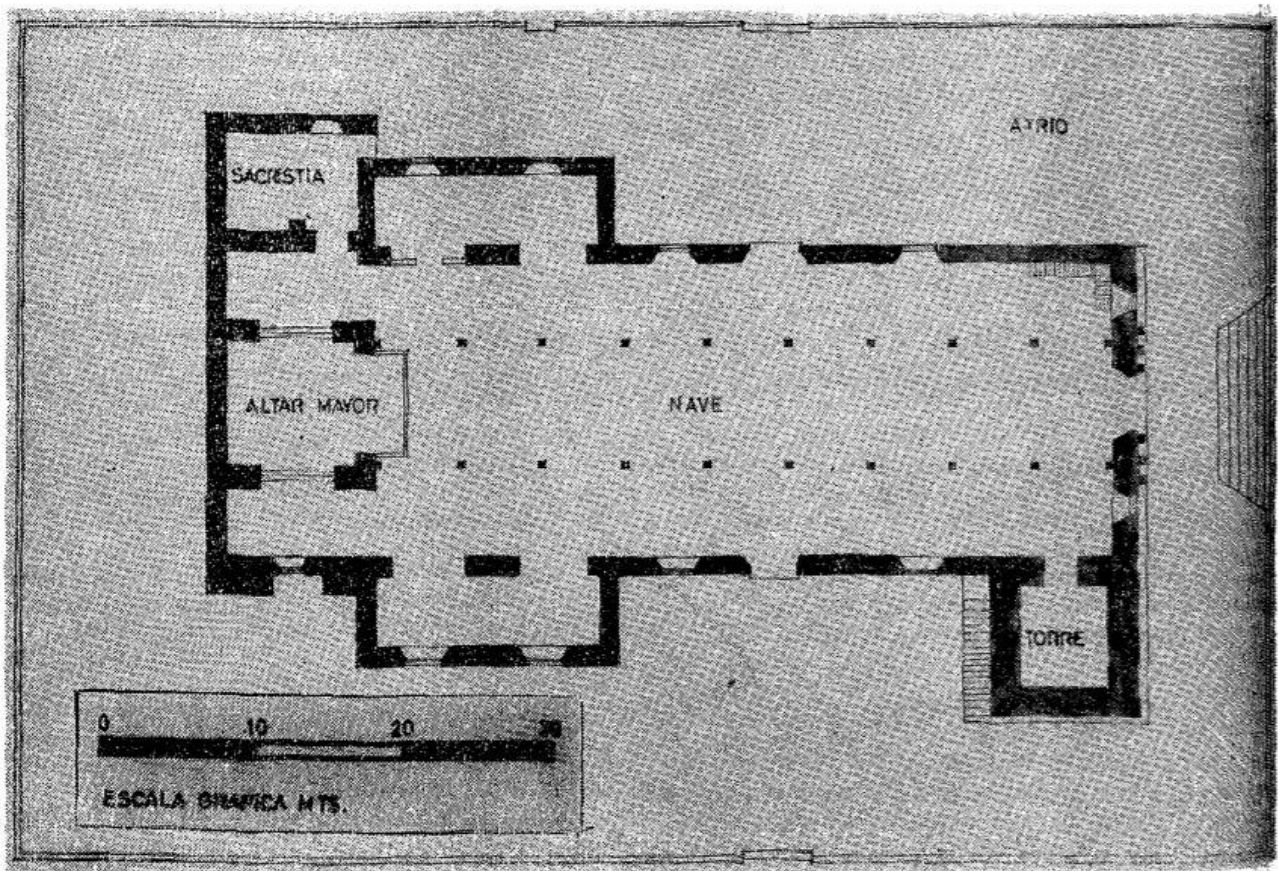 ATRIO
SACRISTIA
ALTAR MAYOR
NAVE
TORRE
0 10 20 30
ESCALA GRAFICA MTS.